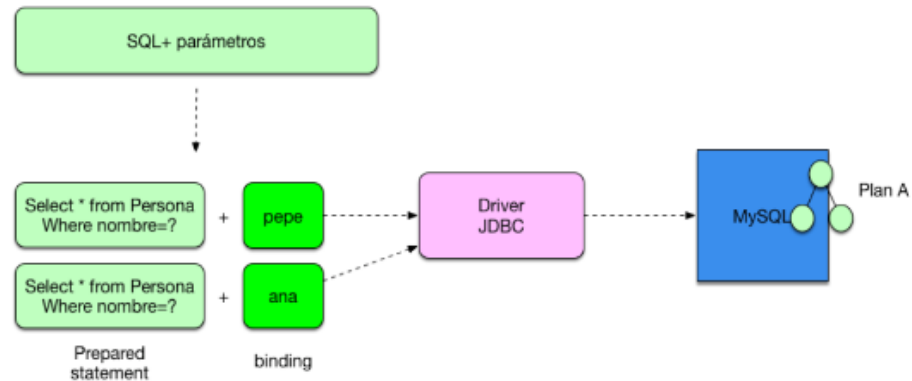 SQL+ parámetros
Select * from Persona
Where nombre=?
+
pepe
Driver
JDBC
MySQL
Plan A
Select * from Persona
Where nombre=?
+
ana
Prepared
statement
binding